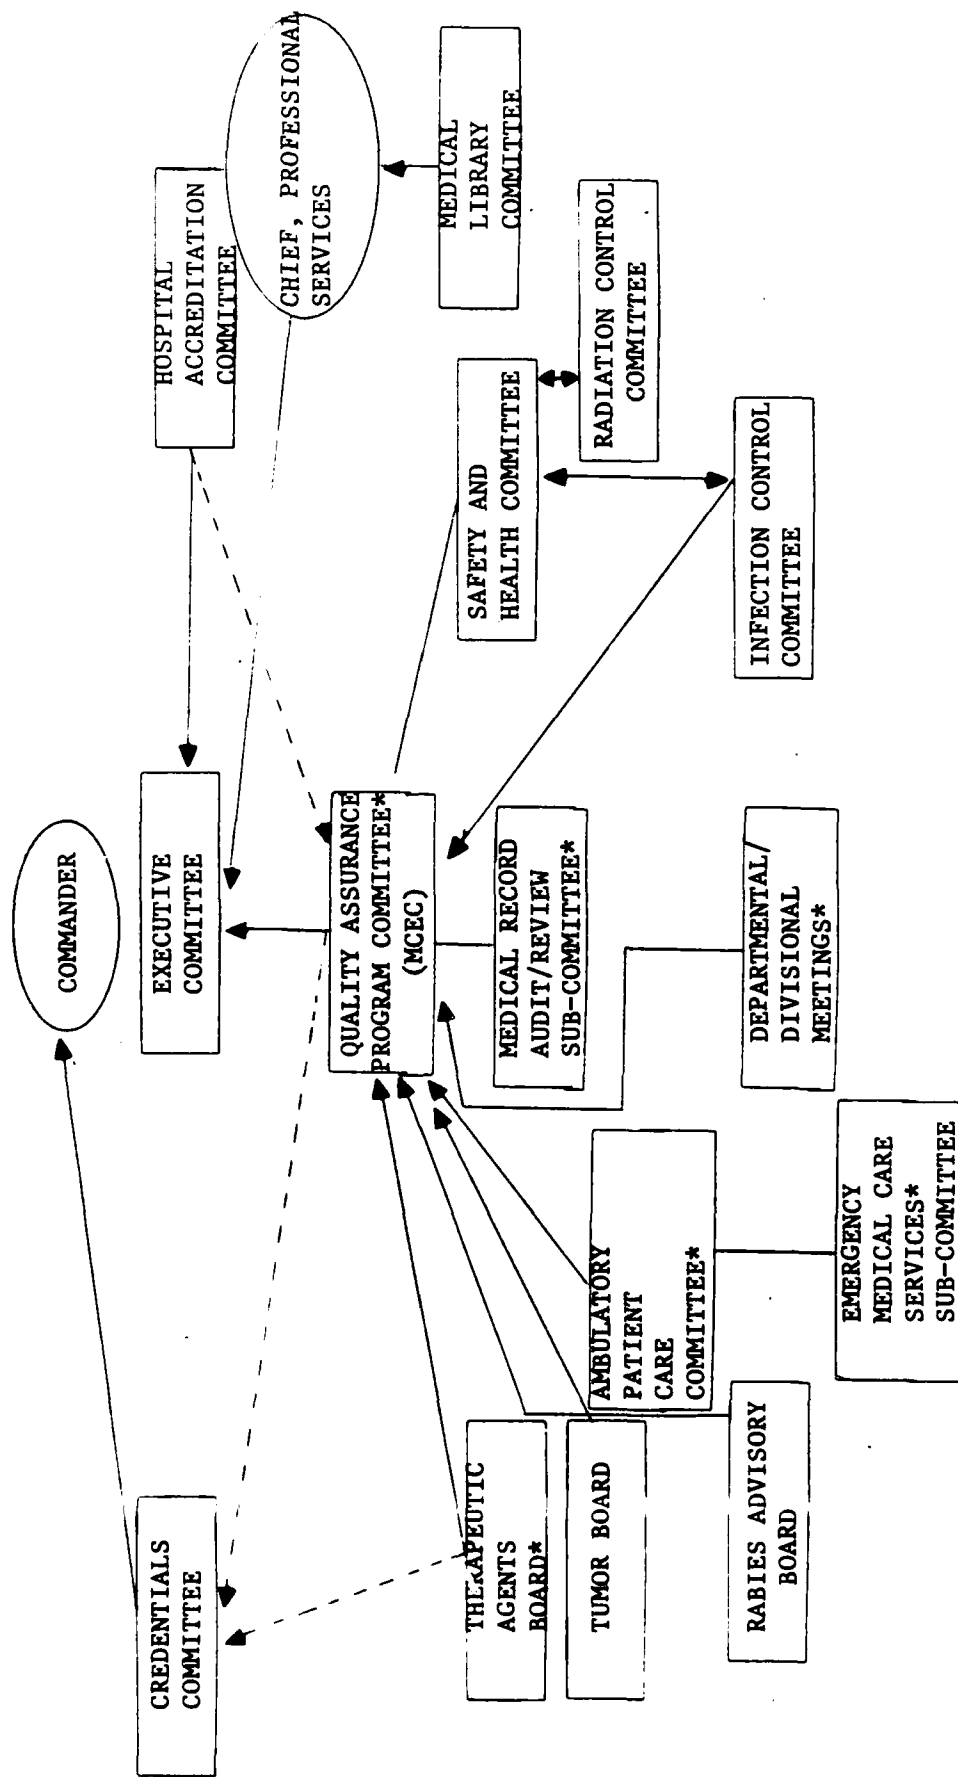 COMMANDER
CREDENTIALS
COMMITTEE
EXECUTIVE
COMMITTEE
HOSPITAL
ACCREDITATION
COMMITTEE
CHIEF, PROFESSIONAL
SERVICES
QUALITY ASSURANCE
PROGRAM COMMITTEE*
(MCEC)
MEDICAL
LIBRARY
COMMITTEE
THERAPEUTIC
AGENTS
BOARD*
MEDICAL RECORD
AUDIT/REVIEW
SUB-COMMITTEE*
SAFETY AND
HEALTH COMMITTEE
TUMOR BOARD
AMBULATORY
PATIENT
CARE
COMMITTEE*
RADIATION CONTROL
COMMITTEE
RABIES ADVISORY
BOARD
DEPARTMENTAL/
DIVISIONAL
MEETINGS*
INFECTION CONTROL
COMMITTEE
EMERGENCY
MEDICAL CARE
SERVICES*
SUB-COMMITTEE